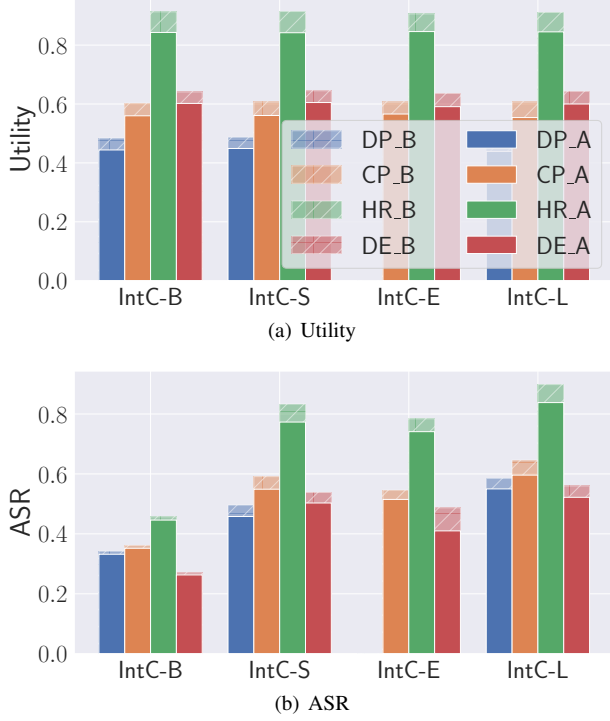 Utility
0.8
0.6
0.4
0.2
0.0
DP_B DP_A
CP_B CP_A
HR_B HR_A
DE_B DE_A
IntC-B IntC-S IntC-E IntC-L
(a) Utility
ASR
0.8
0.6
0.4
0.2
0.0
IntC-B IntC-S IntC-E IntC-L
(b) ASR